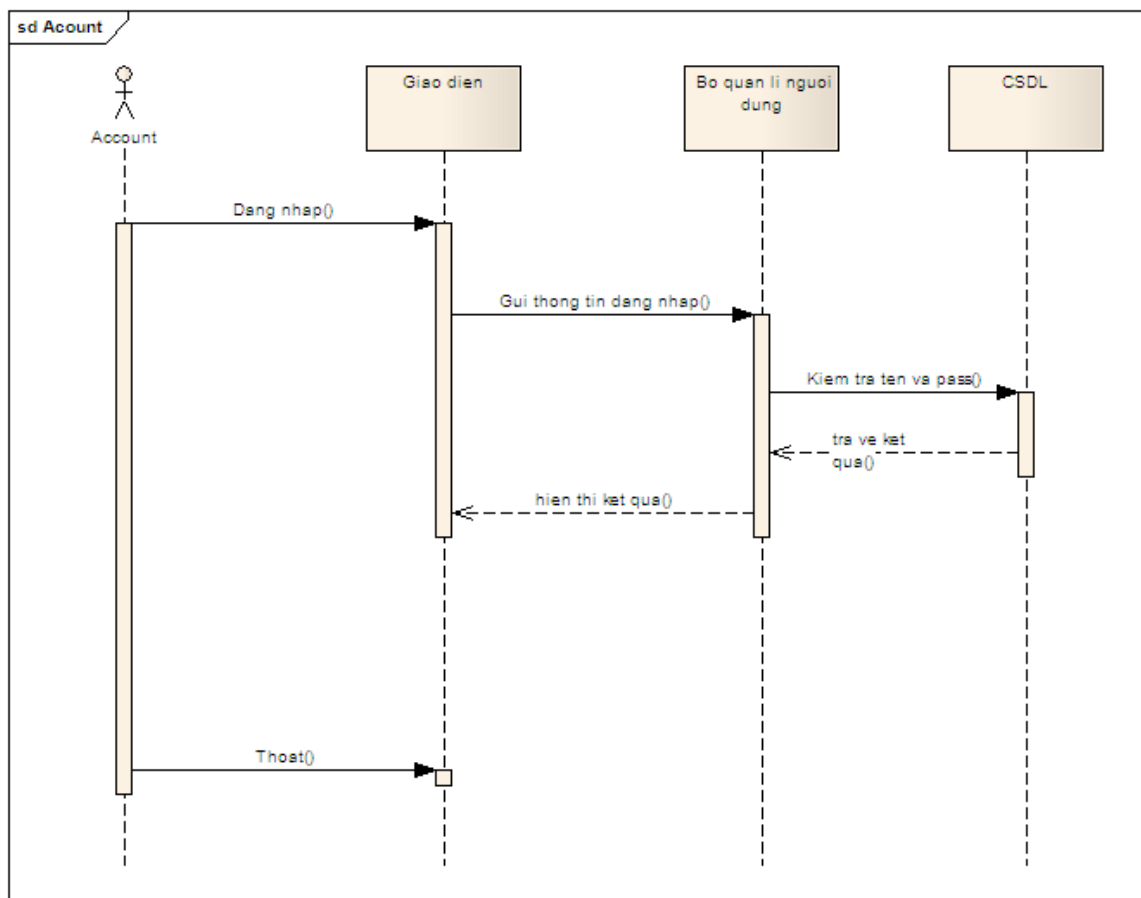 sd Acount
Account
Giao dien
Bo quan li nguoi
dung
CSDL
Dang nhap()
Gui thong tin dang nhap()
Kiem tra ten va pass()
tra ve ket
qua()
hien thi ket qua()
Thoat()